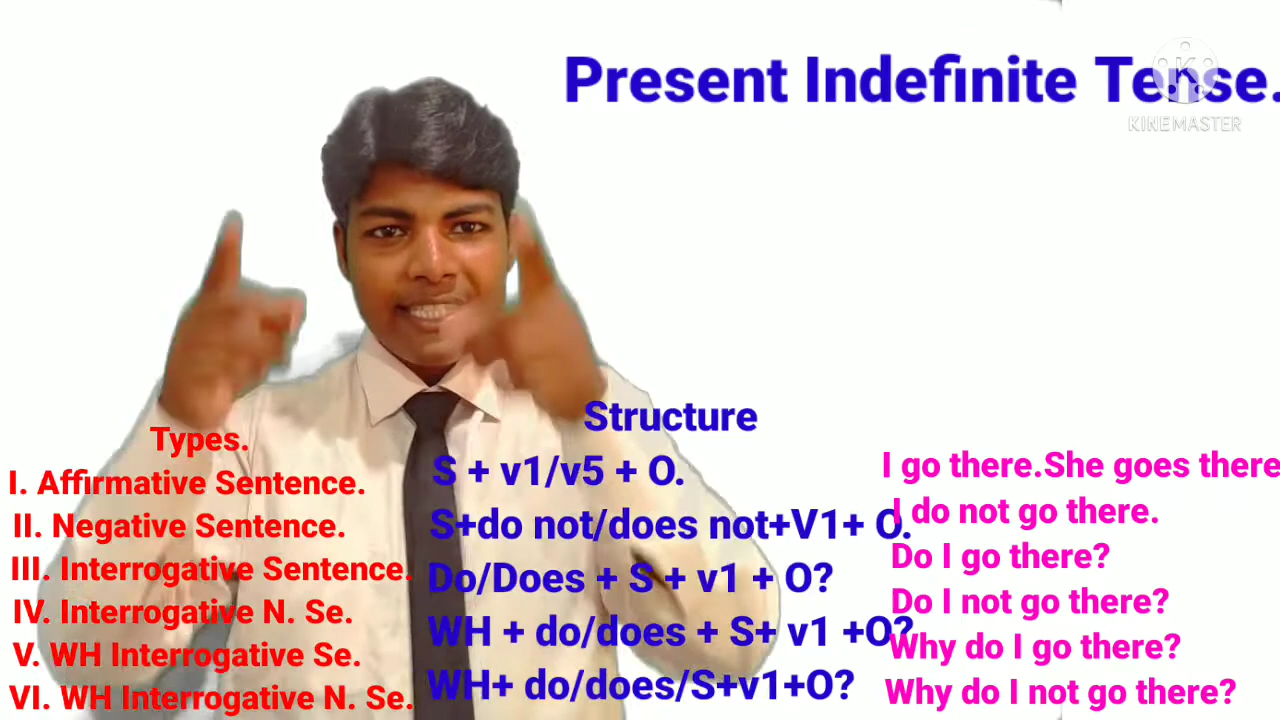 Present Indefinite Tense.
KINEMASTER
Types.
I. Affirmative Sentence.
II. Negative Sentence.
III. Interrogative Sentence.
IV. Interrogative N. Se.
V. WH Interrogative Se.
VI. WH Interrogative N. Se.
Structure
S + v1/v5 + O.
S+do not/does not+V1+ O.
Do/Does + S + v1 + O?
WH + do/does + S+ v1 +O?
WH+ do/does/S+v1+O?
I go there.She goes there
I do not go there.
Do I go there?
Do I not go there?
Why do I go there?
Why do I not go there?